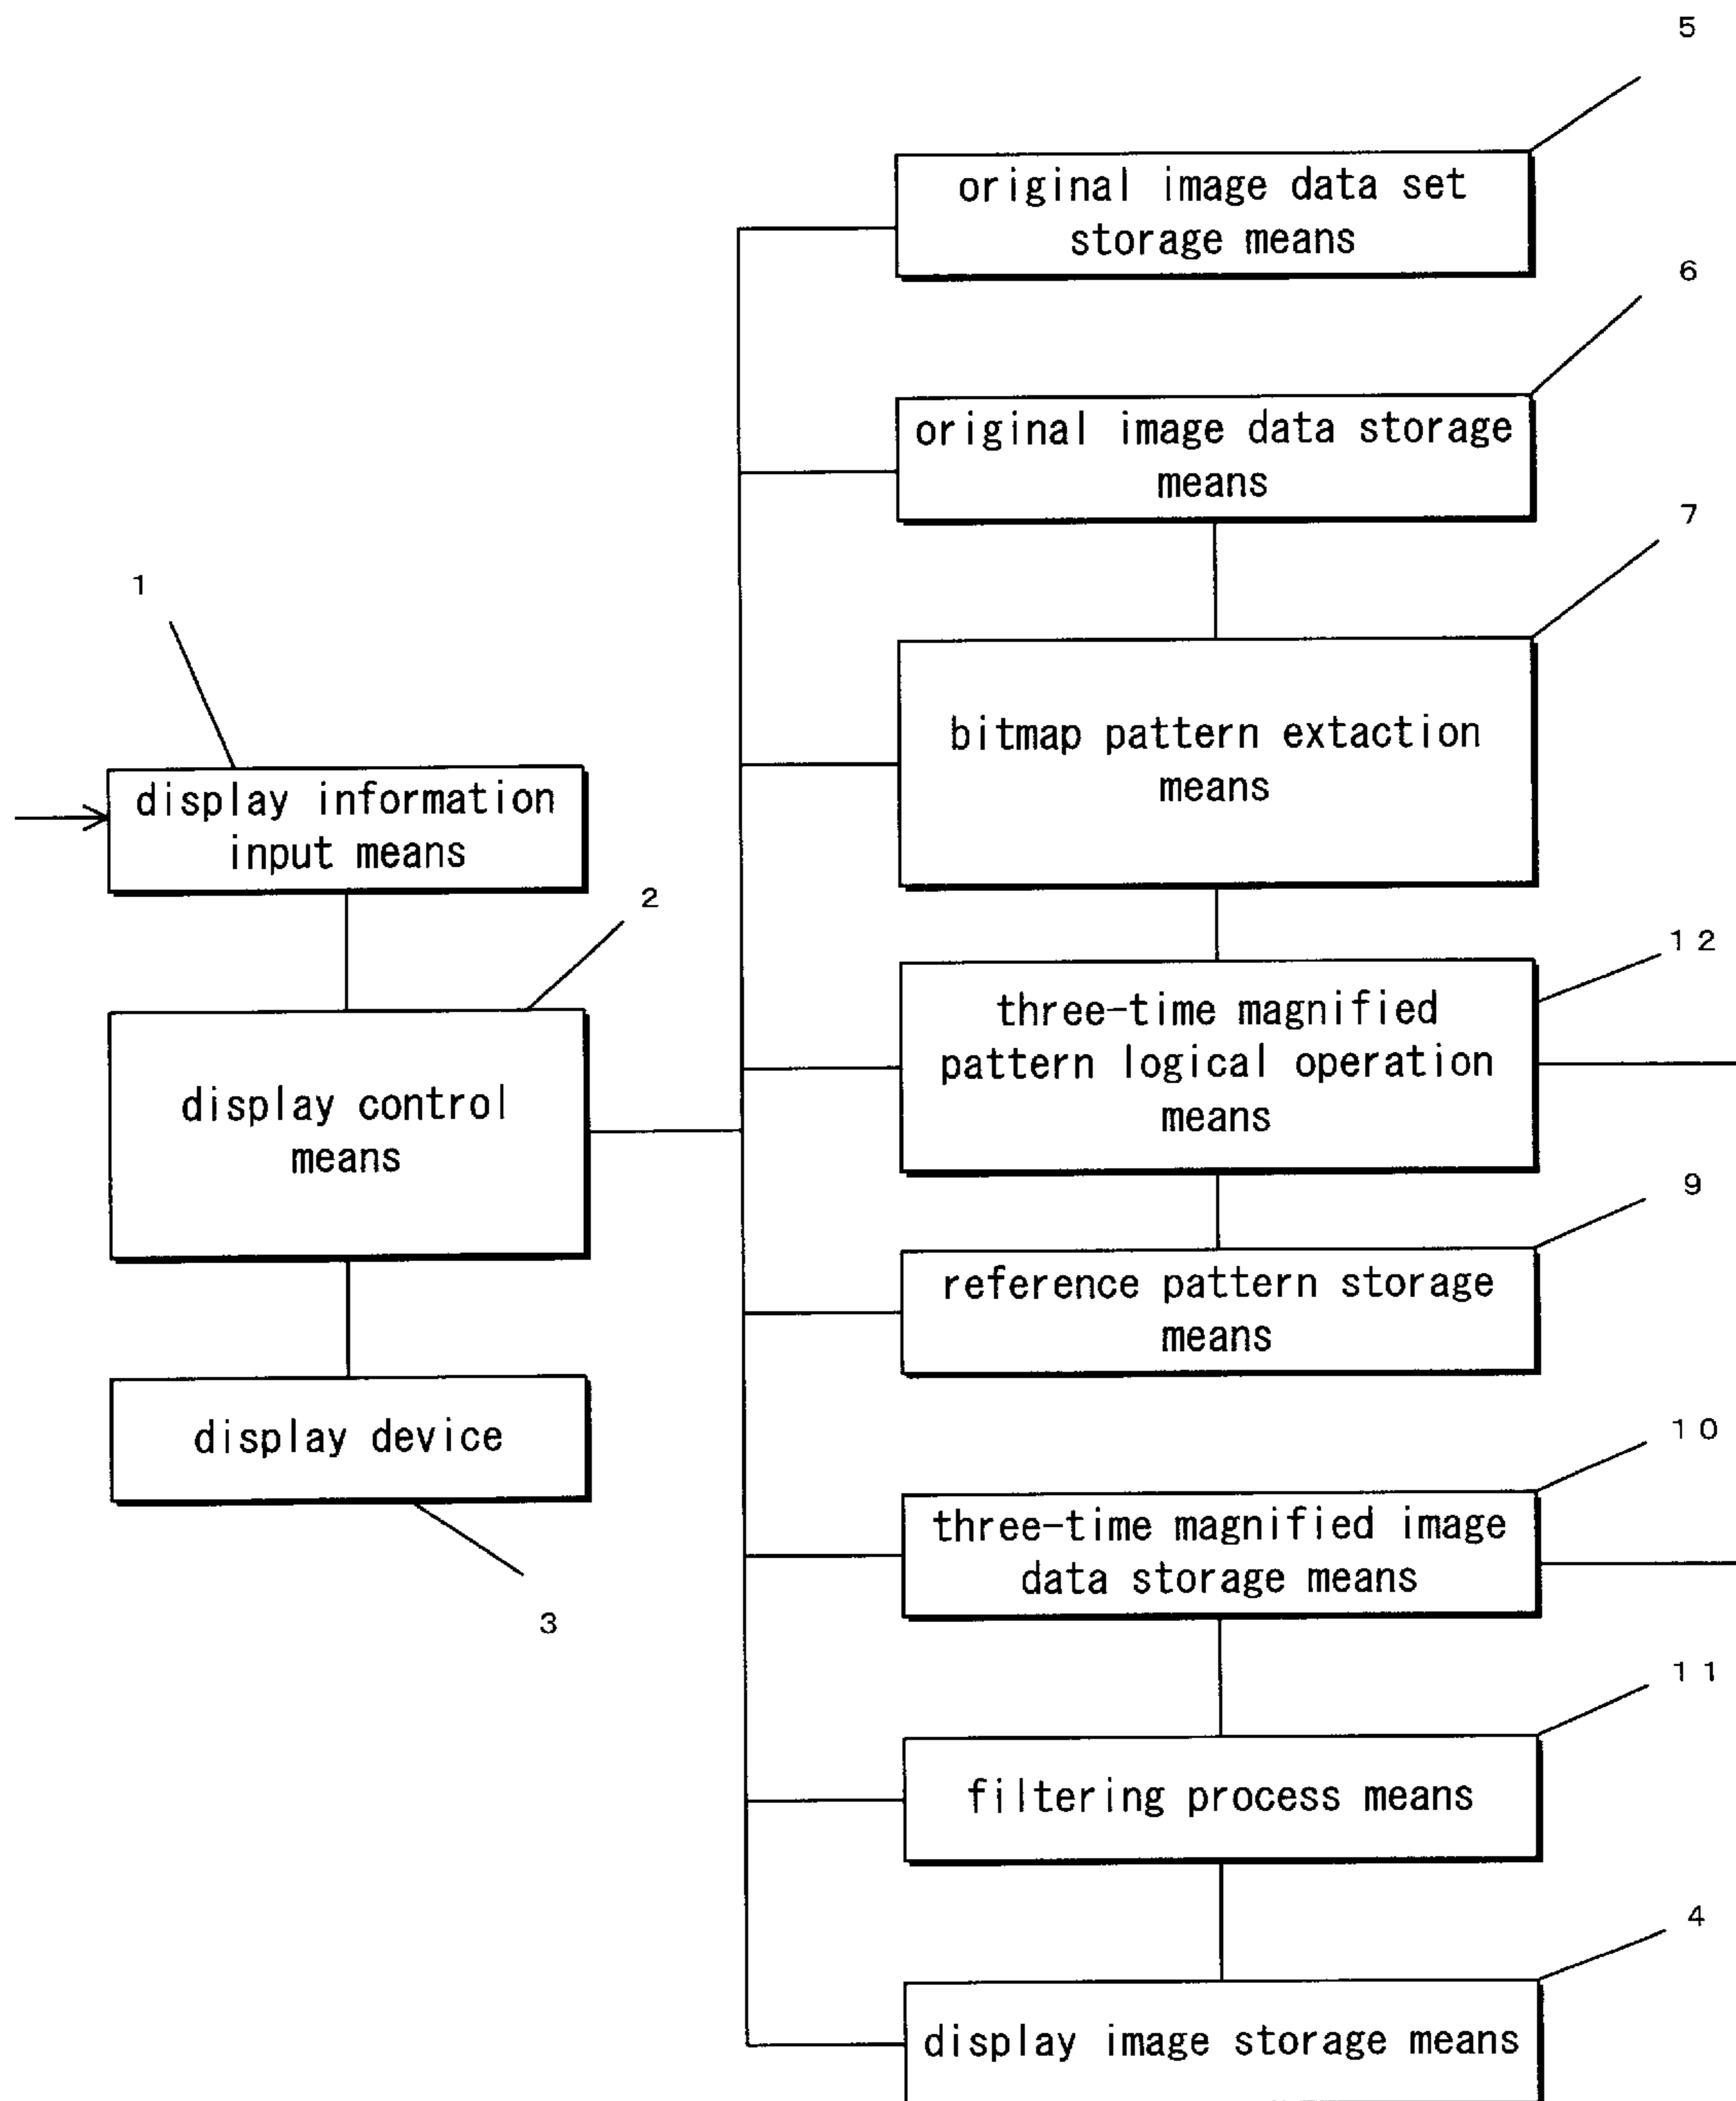 5
original image data set
storage means
6
original image data storage
means
7
bitmap pattern extaction
means
1
display information
input means
2
display control
means
display device
3
12
three-time magnified
pattern logical operation
means
9
reference pattern storage
means
10
three-time magnified image
data storage means
11
filtering process means
4
display image storage means